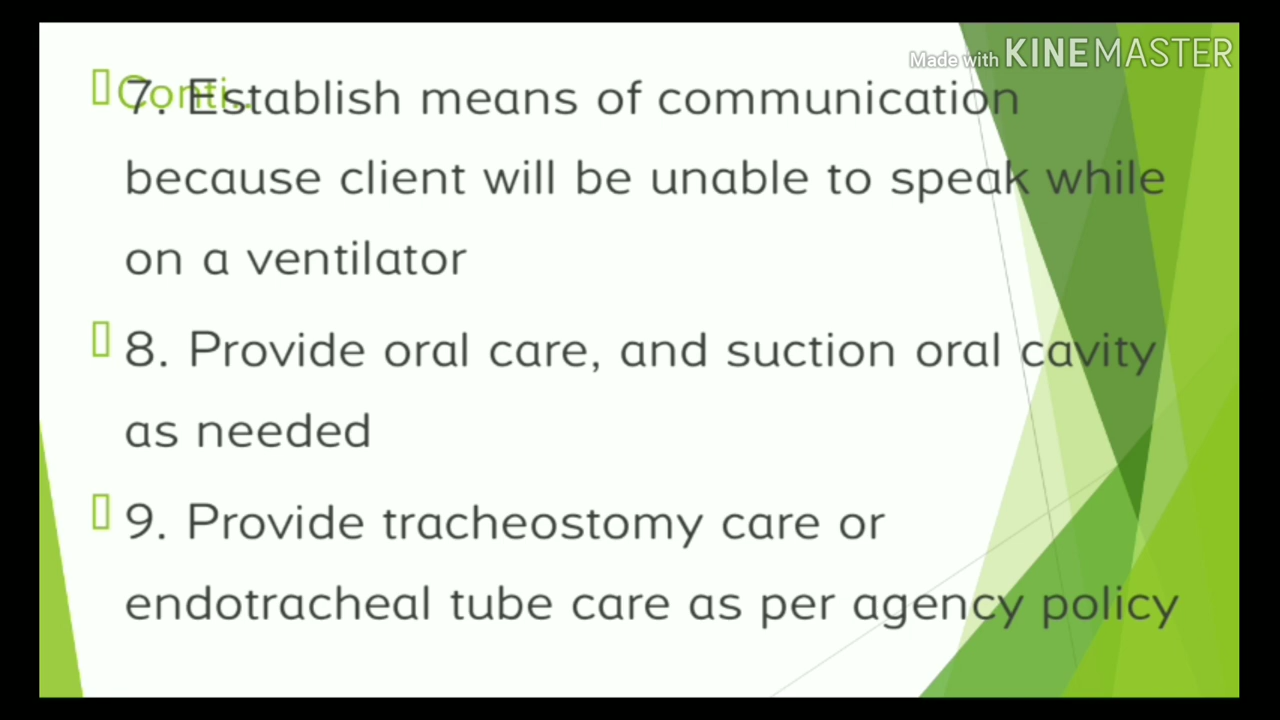 Made with KINEMASTER
Conti..
7. Establish means of communication
because client will be unable to speak while
on a ventilator
8. Provide oral care, and suction oral cavity
as needed
9. Provide tracheostomy care or
endotracheal tube care as per agency policy